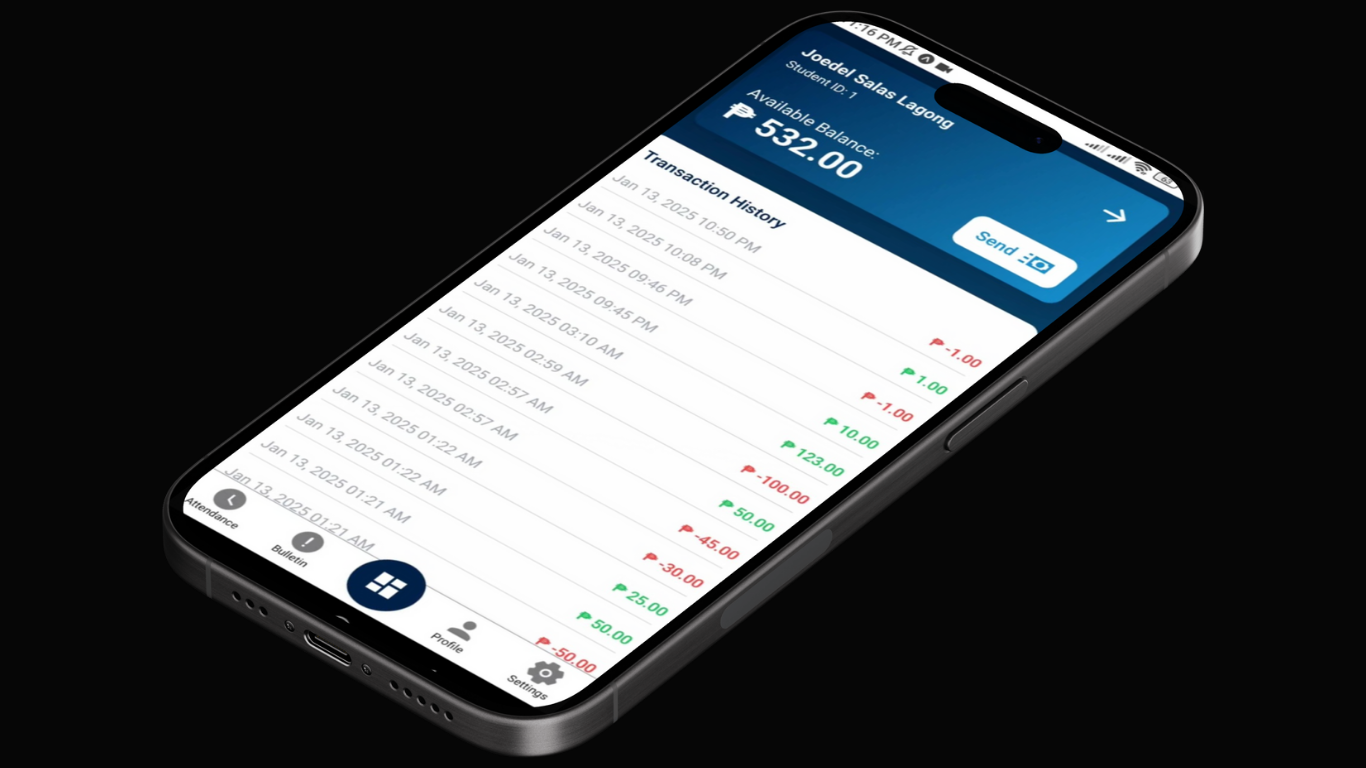 1:16 PM
63
Joedel Salas Lagong
Student ID: 1
Available Balance:
₱ 532.00
Send
Transaction History
Jan 13, 2025 10:50 PM ₱ -1.00
Jan 13, 2025 10:08 PM ₱ 1.00
Jan 13, 2025 09:46 PM ₱ -1.00
Jan 13, 2025 09:45 PM ₱ 10.00
Jan 13, 2025 03:10 AM ₱ 123.00
Jan 13, 2025 02:59 AM ₱ -100.00
Jan 13, 2025 02:57 AM ₱ 50.00
Jan 13, 2025 02:57 AM ₱ -45.00
Jan 13, 2025 01:22 AM ₱ -30.00
Jan 13, 2025 01:22 AM ₱ 25.00
Jan 13, 2025 01:21 AM ₱ 50.00
Jan 13, 2025 01:21 AM ₱ -50.00
Attendance
Bulletin
Profile
Settings